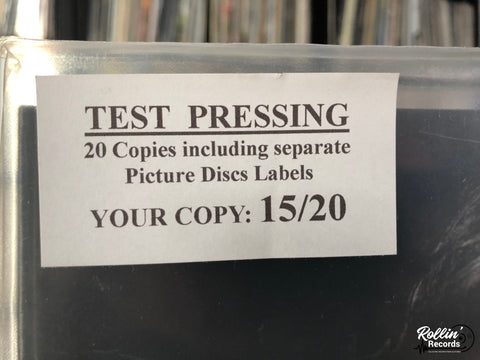 TEST PRESSING
20 Copies including separate
Picture Discs Labels
YOUR COPY: 15/20
Rollin'
Records